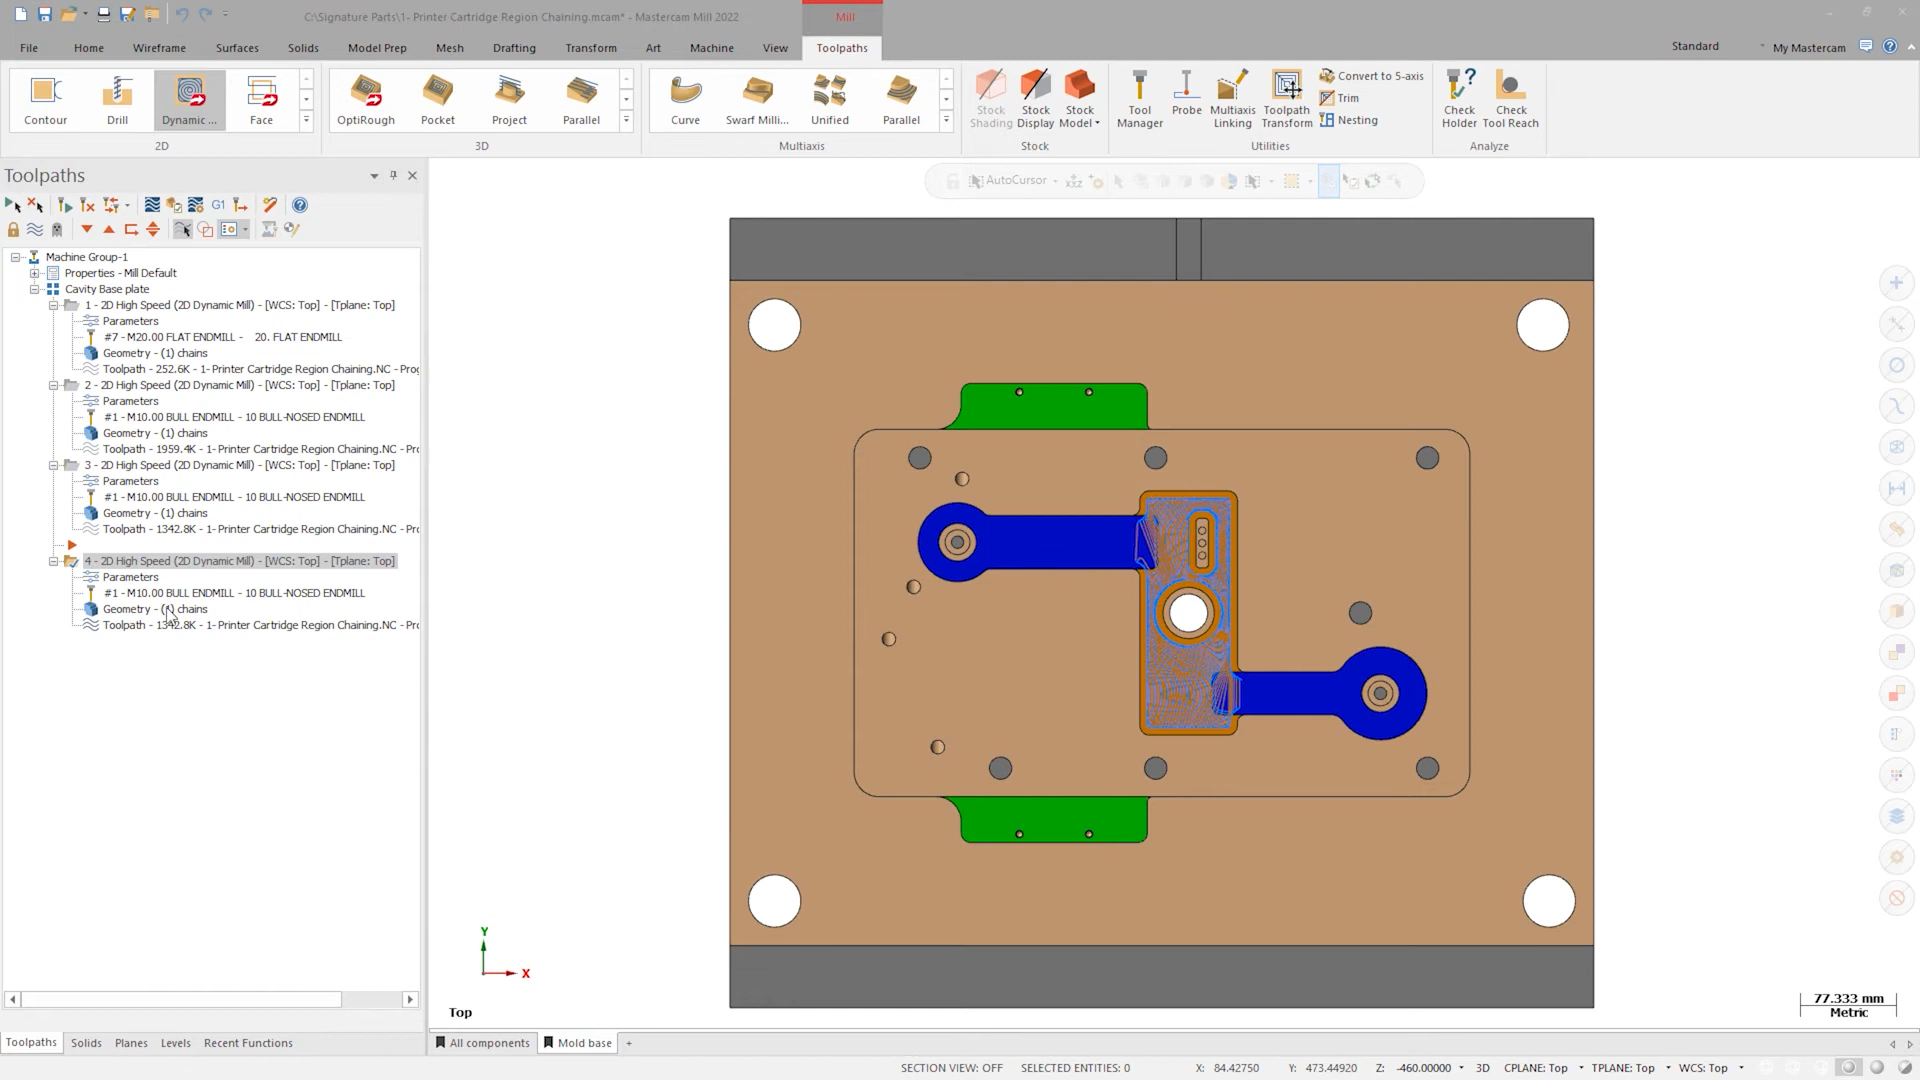 C:\Signature Parts\1- Printer Cartridge Region Chaining.mcam* - Mastercam Mill 2022
Mill
File Home Wireframe Surfaces Solids Model Prep Mesh Drafting Transform Art Machine View Toolpaths
Standard My Mastercam
Contour Drill Dynamic ... Face
2D
OptiRough Pocket Project Parallel
3D
Curve Swarf Milli... Unified Parallel
Multiaxis
Stock Shading
Stock Display
Stock Model
Stock
Tool Manager
Probe
Multiaxis Linking
Toolpath Transform
Convert to 5-axis
Trim
Nesting
Utilities
Check Holder
Check Tool Reach
Analyze
Toolpaths
G1
AutoCursor
Machine Group-1
Properties - Mill Default
Cavity Base plate
1 - 2D High Speed (2D Dynamic Mill) - [WCS: Top] - [Tplane: Top]
Parameters
#7 - M20.00 FLAT ENDMILL - 20. FLAT ENDMILL
Geometry - (1) chains
Toolpath - 252.6K - 1- Printer Cartridge Region Chaining.NC - Prog
2 - 2D High Speed (2D Dynamic Mill) - [WCS: Top] - [Tplane: Top]
Parameters
#1 - M10.00 BULL ENDMILL - 10 BULL-NOSED ENDMILL
Geometry - (1) chains
Toolpath - 1959.4K - 1- Printer Cartridge Region Chaining.NC - Pro
3 - 2D High Speed (2D Dynamic Mill) - [WCS: Top] - [Tplane: Top]
Parameters
#1 - M10.00 BULL ENDMILL - 10 BULL-NOSED ENDMILL
Geometry - (1) chains
Toolpath - 1342.8K - 1- Printer Cartridge Region Chaining.NC - Pro
4 - 2D High Speed (2D Dynamic Mill) - [WCS: Top] - [Tplane: Top]
Parameters
#1 - M10.00 BULL ENDMILL - 10 BULL-NOSED ENDMILL
Geometry - (1) chains
Toolpath - 1342.8K - 1- Printer Cartridge Region Chaining.NC - Pro
Y
X
Top
77.333 mm
Metric
Toolpaths Solids Planes Levels Recent Functions
All components Mold base +
SECTION VIEW: OFF SELECTED ENTITIES: 0 X: 84.42750 Y: 473.44920 Z: -460.00000 3D CPLANE: Top TPLANE: Top WCS: Top